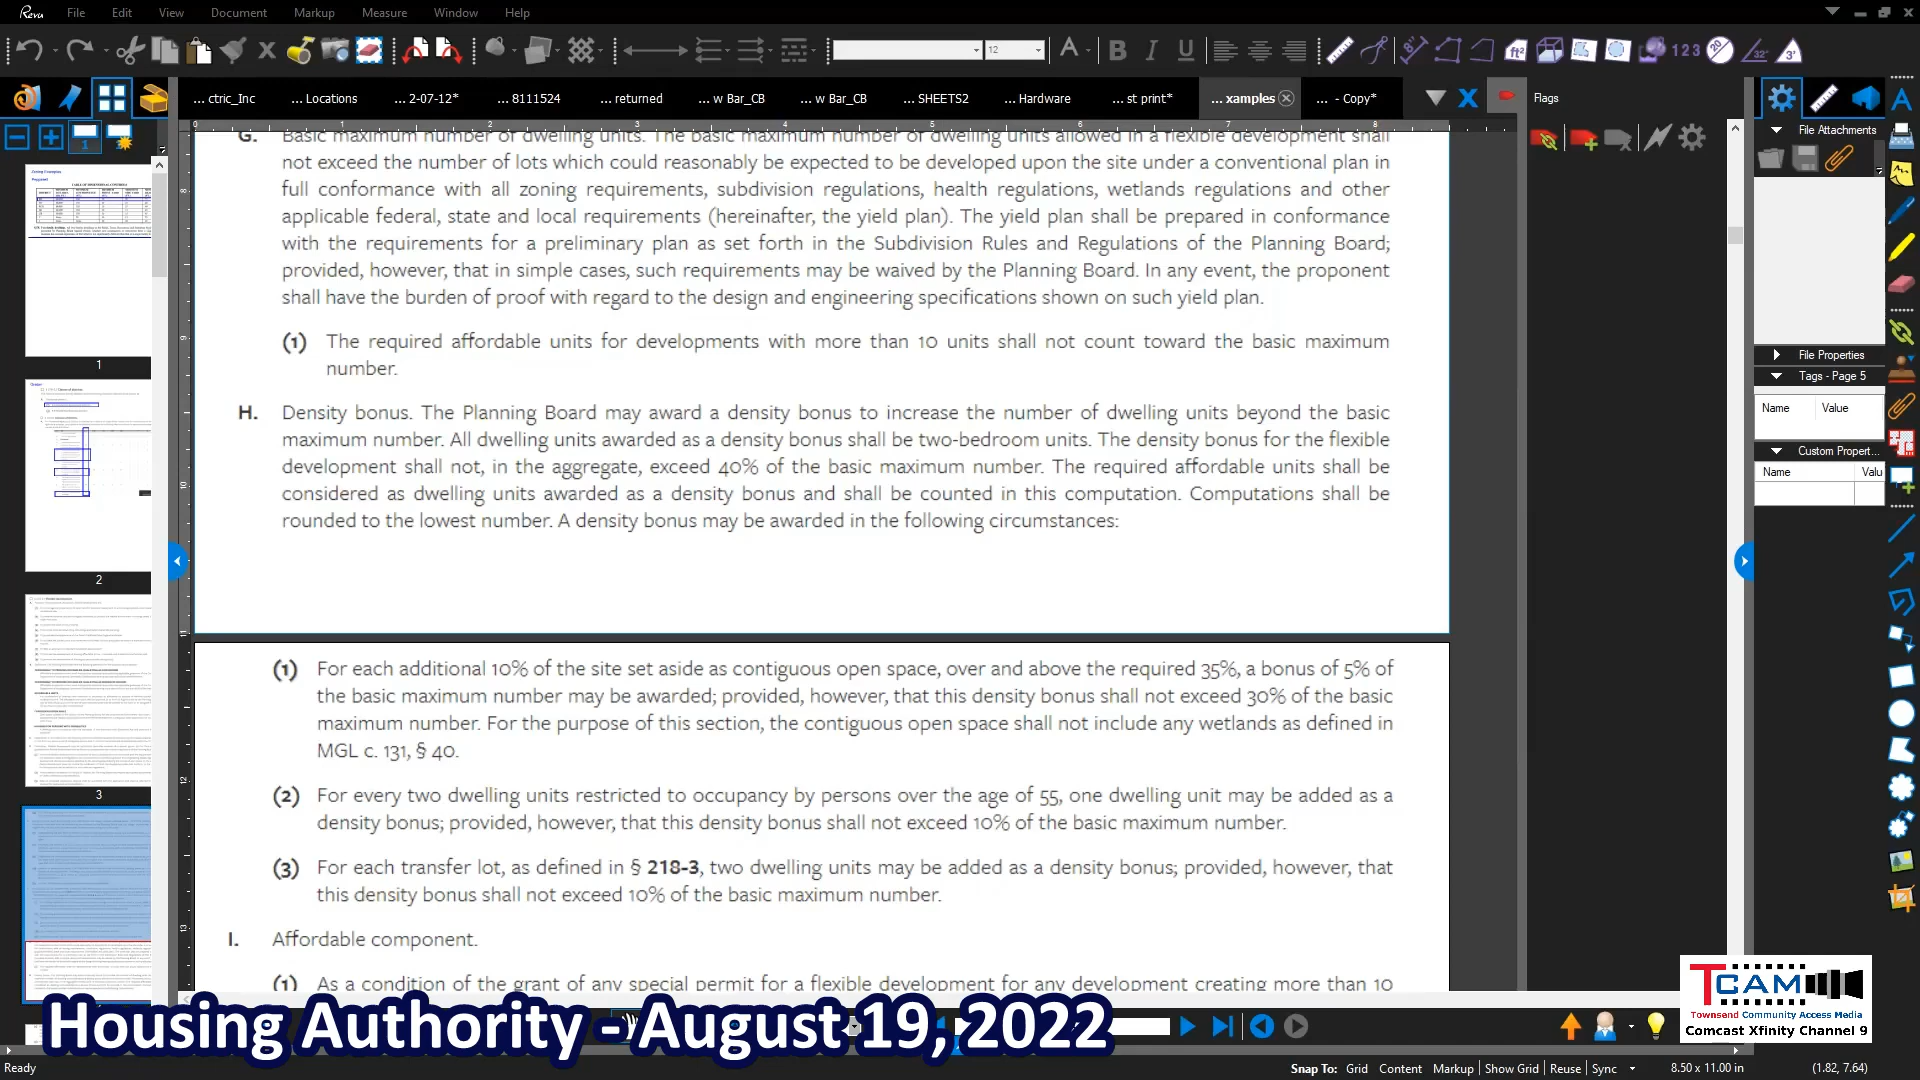 Revu File Edit View Document Markup Measure Window Help
12
1 2 3
... ctric_Inc ... Locations ... 2-07-12* ... 8111524 ... returned ... w Bar_CB ... w Bar_CB ... SHEETS2 ... Hardware ... st print* ... xamples ... - Copy*
Flags
File Attachments
G. Basic maximum number of dwelling units. The basic maximum number of dwelling units allowed in a flexible development shall
not exceed the number of lots which could reasonably be expected to be developed upon the site under a conventional plan in
full conformance with all zoning requirements, subdivision regulations, health regulations, wetlands regulations and other
applicable federal, state and local requirements (hereinafter, the yield plan). The yield plan shall be prepared in conformance
with the requirements for a preliminary plan as set forth in the Subdivision Rules and Regulations of the Planning Board;
provided, however, that in simple cases, such requirements may be waived by the Planning Board. In any event, the proponent
shall have the burden of proof with regard to the design and engineering specifications shown on such yield plan.
(1) The required affordable units for developments with more than 10 units shall not count toward the basic maximum
number.
H. Density bonus. The Planning Board may award a density bonus to increase the number of dwelling units beyond the basic
maximum number. All dwelling units awarded as a density bonus shall be two-bedroom units. The density bonus for the flexible
development shall not, in the aggregate, exceed 40% of the basic maximum number. The required affordable units shall be
considered as dwelling units awarded as a density bonus and shall be counted in this computation. Computations shall be
rounded to the lowest number. A density bonus may be awarded in the following circumstances:
(1) For each additional 10% of the site set aside as contiguous open space, over and above the required 35%, a bonus of 5% of
the basic maximum number may be awarded; provided, however, that this density bonus shall not exceed 30% of the basic
maximum number. For the purpose of this section, the contiguous open space shall not include any wetlands as defined in
MGL c. 131, § 40.
(2) For every two dwelling units restricted to occupancy by persons over the age of 55, one dwelling unit may be added as a
density bonus; provided, however, that this density bonus shall not exceed 10% of the basic maximum number.
(3) For each transfer lot, as defined in § 218-3, two dwelling units may be added as a density bonus; provided, however, that
this density bonus shall not exceed 10% of the basic maximum number.
I. Affordable component.
(1) As a condition of the grant of any special permit for a flexible development for any development creating more than 10
1
2
3
File Properties
Tags - Page 5
Name Value
Custom Propert...
Name Valu
Housing Authority - August 19, 2022
TCAM
Townsend Community Access Media
Comcast Xfinity Channel 9
Ready
Snap To: Grid Content Markup Show Grid Reuse Sync 8.50 x 11.00 in (1.82, 7.64)